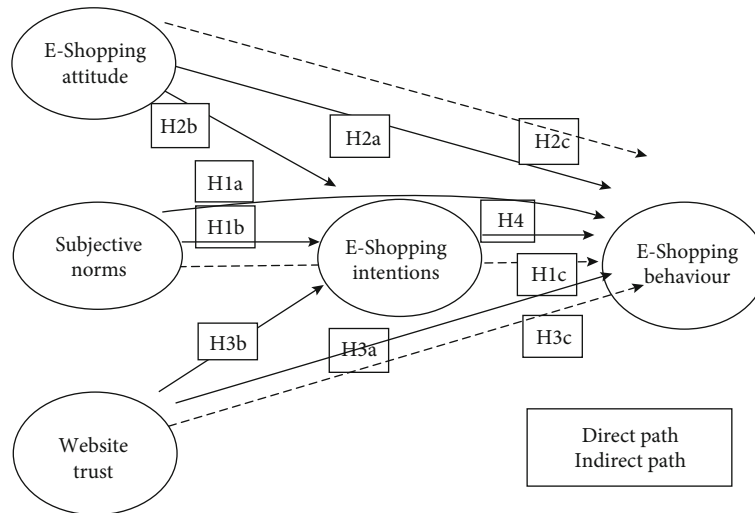 E-Shopping
attitude
H2b
H2a
H2c
H1a
H1b
H4
Subjective
norms
E-Shopping
intentions
H1c
E-Shopping
behaviour
H3b
H3a
H3c
Website
trust
Direct path
Indirect path